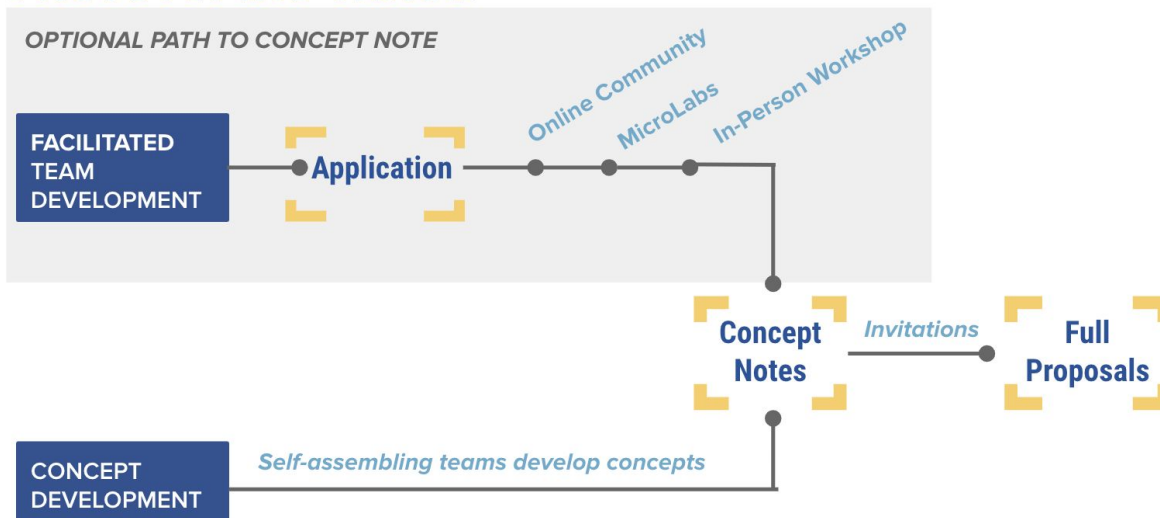 OPTIONAL PATH TO CONCEPT NOTE
Online Community
MicroLabs
In-Person Workshop
FACILITATED
TEAM
DEVELOPMENT
Application
Concept
Notes
Invitations
Full
Proposals
Self-assembling teams develop concepts
CONCEPT
DEVELOPMENT